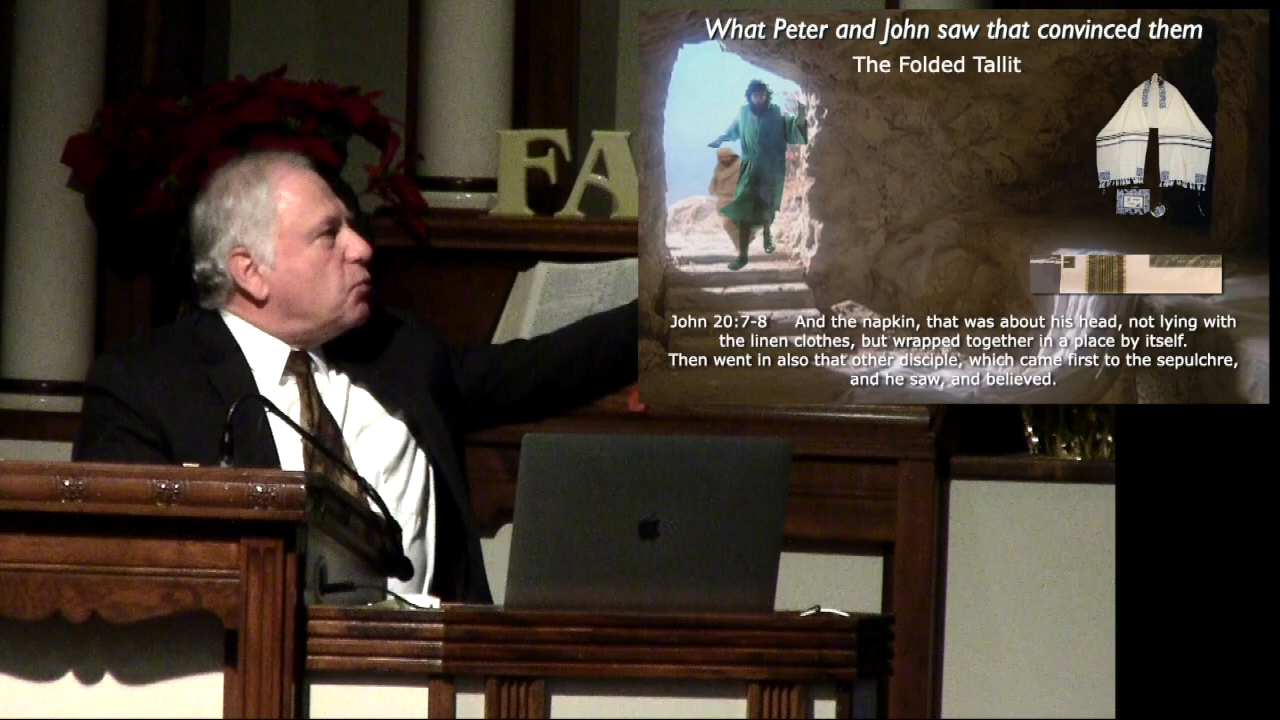 What Peter and John saw that convinced them
The Folded Tallit
John 20:7-8 And the napkin, that was about his head, not lying with
the linen clothes, but wrapped together in a place by itself.
Then went in also that other disciple, which came first to the sepulchre,
and he saw, and believed.
FA